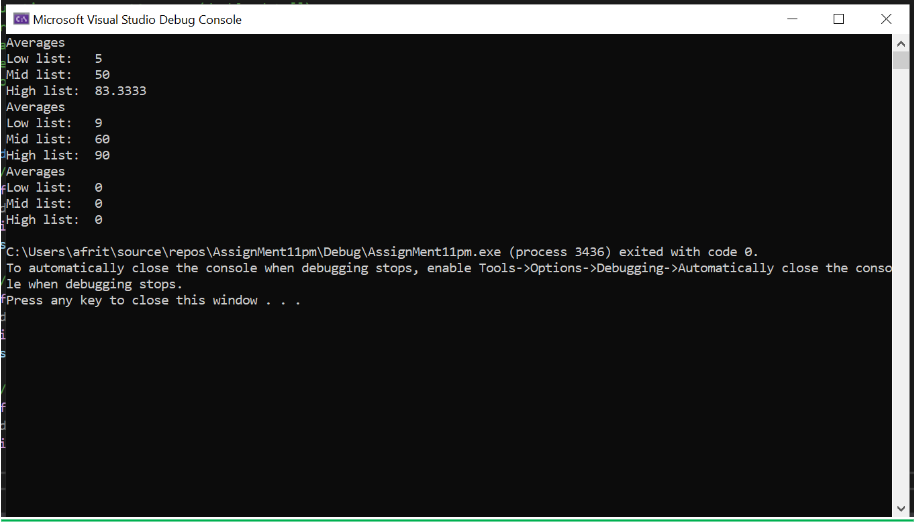 Microsoft Visual Studio Debug Console
Averages
Low list: 5
Mid list: 50
High list: 83.3333
Averages
Low list: 9
Mid list: 60
High list: 90
Averages
Low list: 0
Mid list: 0
High list: 0
C:\Users\afrit\source\repos\AssignMent11pm\Debug\AssignMent11pm.exe (process 3436) exited with code 0.
To automatically close the console when debugging stops, enable Tools->Options->Debugging->Automatically close the conso
le when debugging stops.
Press any key to close this window . . .